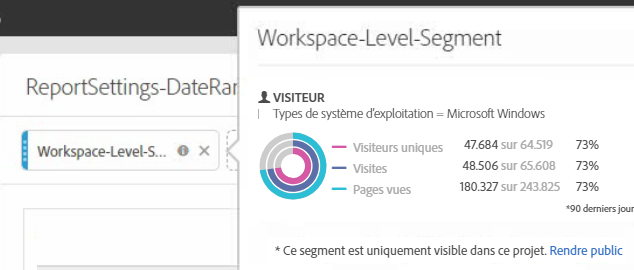 Workspace-Level-Segment
ReportSettings-DateRan
VISITEUR
Types de système d'exploitation = Microsoft Windows
Workspace-Level-S...
Visiteurs uniques 47.684 sur 64.519 73%
Visites 48.506 sur 65.608 73%
Pages vues 180.327 sur 243.825 73%
*90 derniers jour
* Ce segment est uniquement visible dans ce projet. Rendre public